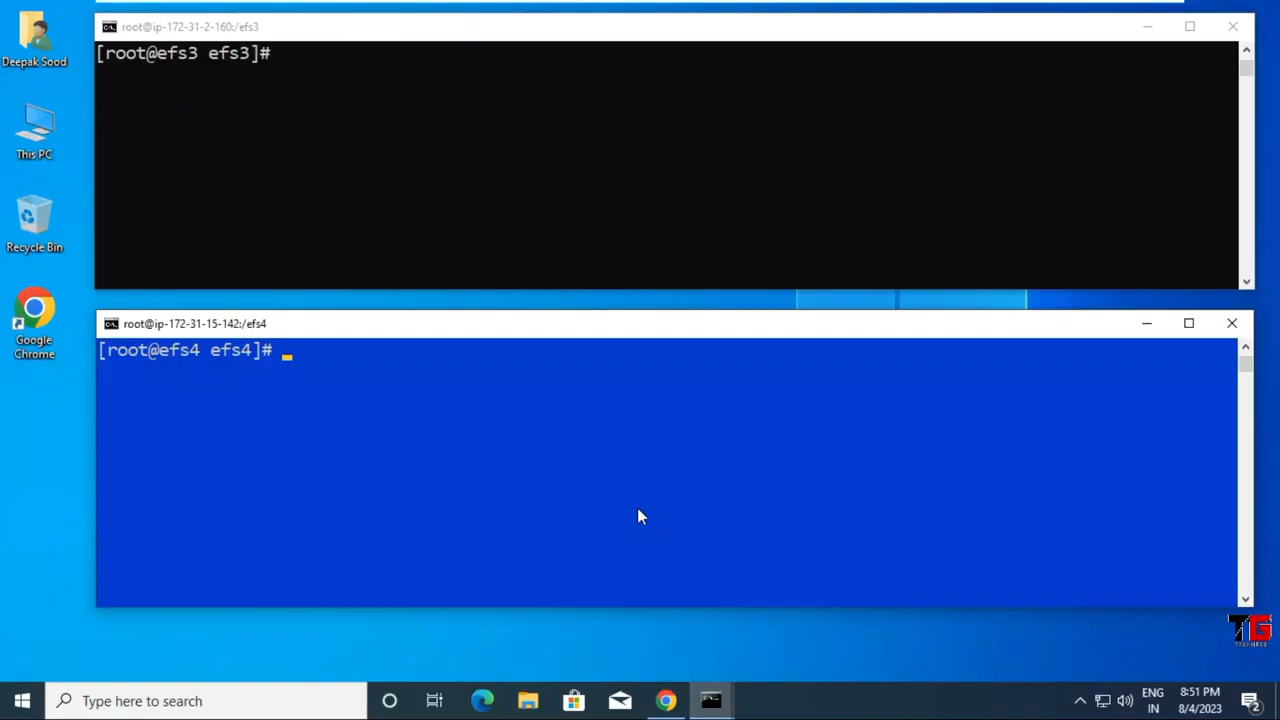 Deepak Sood
This PC
Recycle Bin
Google
Chrome
root@ip-172-31-2-160:/efs3
[root@efs3 efs3]#
root@ip-172-31-15-142:/efs4
[root@efs4 efs4]#
TG
Type here to search
ENG
IN
8:51 PM
8/4/2023
2